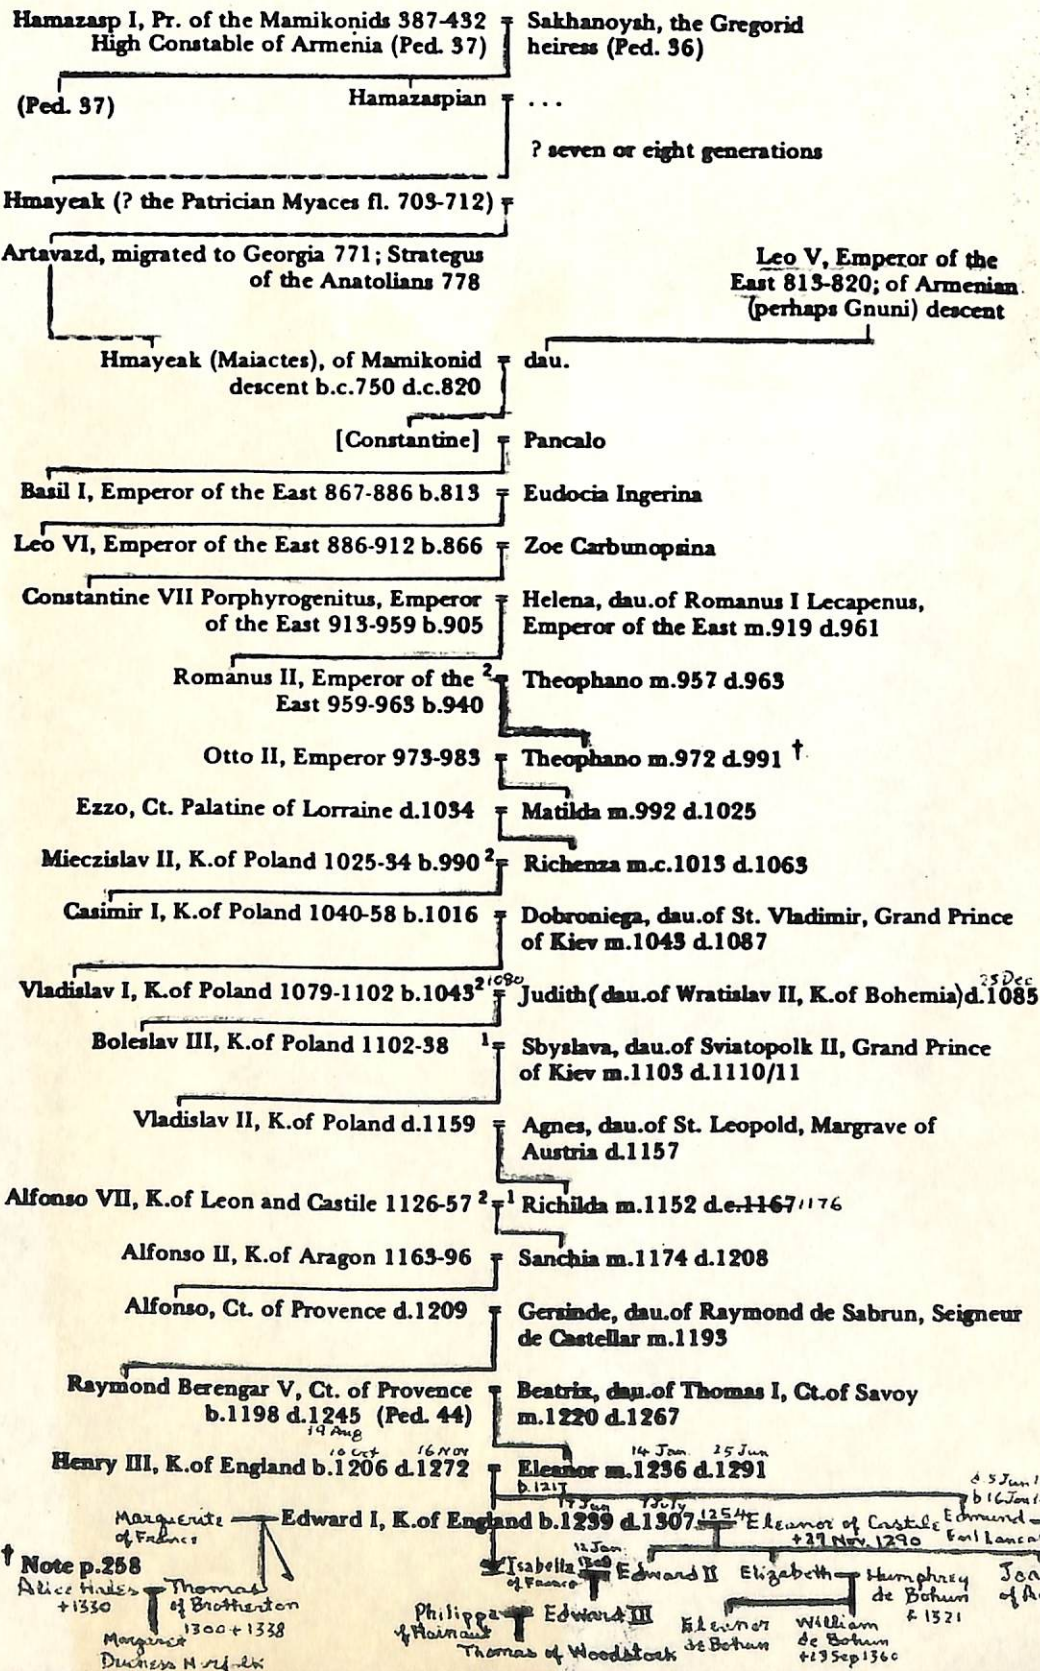 Hamazasp I, Pr. of the Mamikonids 387-432
High Constable of Armenia (Ped. 37)
Sakhanoysh, the Gregorid
heiress (Ped. 36)
(Ped. 37)
Hamazaspian = ...
? seven or eight generations
Hmayeak (? the Patrician Myaces fl. 703-712) =
Artavazd, migrated to Georgia 771; Strategus
of the Anatolians 778
Leo V, Emperor of the
East 813-820; of Armenian
(perhaps Gnuni) descent
Hmayeak (Maiactes), of Mamikonid
descent b.c.750 d.c.820
dau.
[Constantine] = Pancalo
Basil I, Emperor of the East 867-886 b.813 = Eudocia Ingerina
Leo VI, Emperor of the East 886-912 b.866 = Zoe Carbunopsina
Constantine VII Porphyrogenitus, Emperor
of the East 913-959 b.905
Helena, dau.of Romanus I Lecapenus,
Emperor of the East m.919 d.961
Romanus II, Emperor of the 2
East 959-963 b.940
Theophano m.957 d.963
Otto II, Emperor 973-983 = Theophano m.972 d.991 †
Ezzo, Ct. Palatine of Lorraine d.1034 = Matilda m.992 d.1025
Mieczislav II, K.of Poland 1025-34 b.990 2 = Richenza m.c.1013 d.1063
Casimir I, K.of Poland 1040-58 b.1016
Dobroniega, dau.of St. Vladimir, Grand Prince
of Kiev m.1043 d.1087
1080 25 Dec
Vladislav I, K.of Poland 1079-1102 b.1043 2 = Judith (dau.of Wratislav II, K.of Bohemia) d.1085
Boleslav III, K.of Poland 1102-38 1
Sbyslava, dau.of Sviatopolk II, Grand Prince
of Kiev m.1103 d.1110/11
Vladislav II, K.of Poland d.1159
Agnes, dau.of St. Leopold, Margrave of
Austria d.1157
Alfonso VII, K.of Leon and Castile 1126-57 2 = 1 Richilda m.1152 d.c.1167 1176
Alfonso II, K.of Aragon 1163-96 = Sanchia m.1174 d.1208
Alfonso, Ct. of Provence d.1209
Gersinde, dau.of Raymond de Sabrun, Seigneur
de Castellar m.1193
Raymond Berengar V, Ct. of Provence
b.1198 d.1245 (Ped. 44)
19 Aug
Beatrix, dau.of Thomas I, Ct.of Savoy
m.1220 d.1267
10 Oct 16 Nov 14 Jan 25 Jun
Henry III, K.of England b.1206 d.1272 = Eleanor m.1236 d.1291
17 Jun 7 July
Marguerite
of France
Edward I, K.of England b.1239 d.1307 1254 Eleanor of Castile
+29 Nov. 1290
Edmund
† Note p.258
Alice
+1330
Thomas
of Brotherton
1300+1338
Margaret
Duchess Norfolk
Isabella
of France
12 Jan
Edward II
Elizabeth
Humphrey
de Bohun
Philippa
of Hainaut
Edward III
Thomas of Woodstock
Eleanor
de Bohun
William
de Bohun